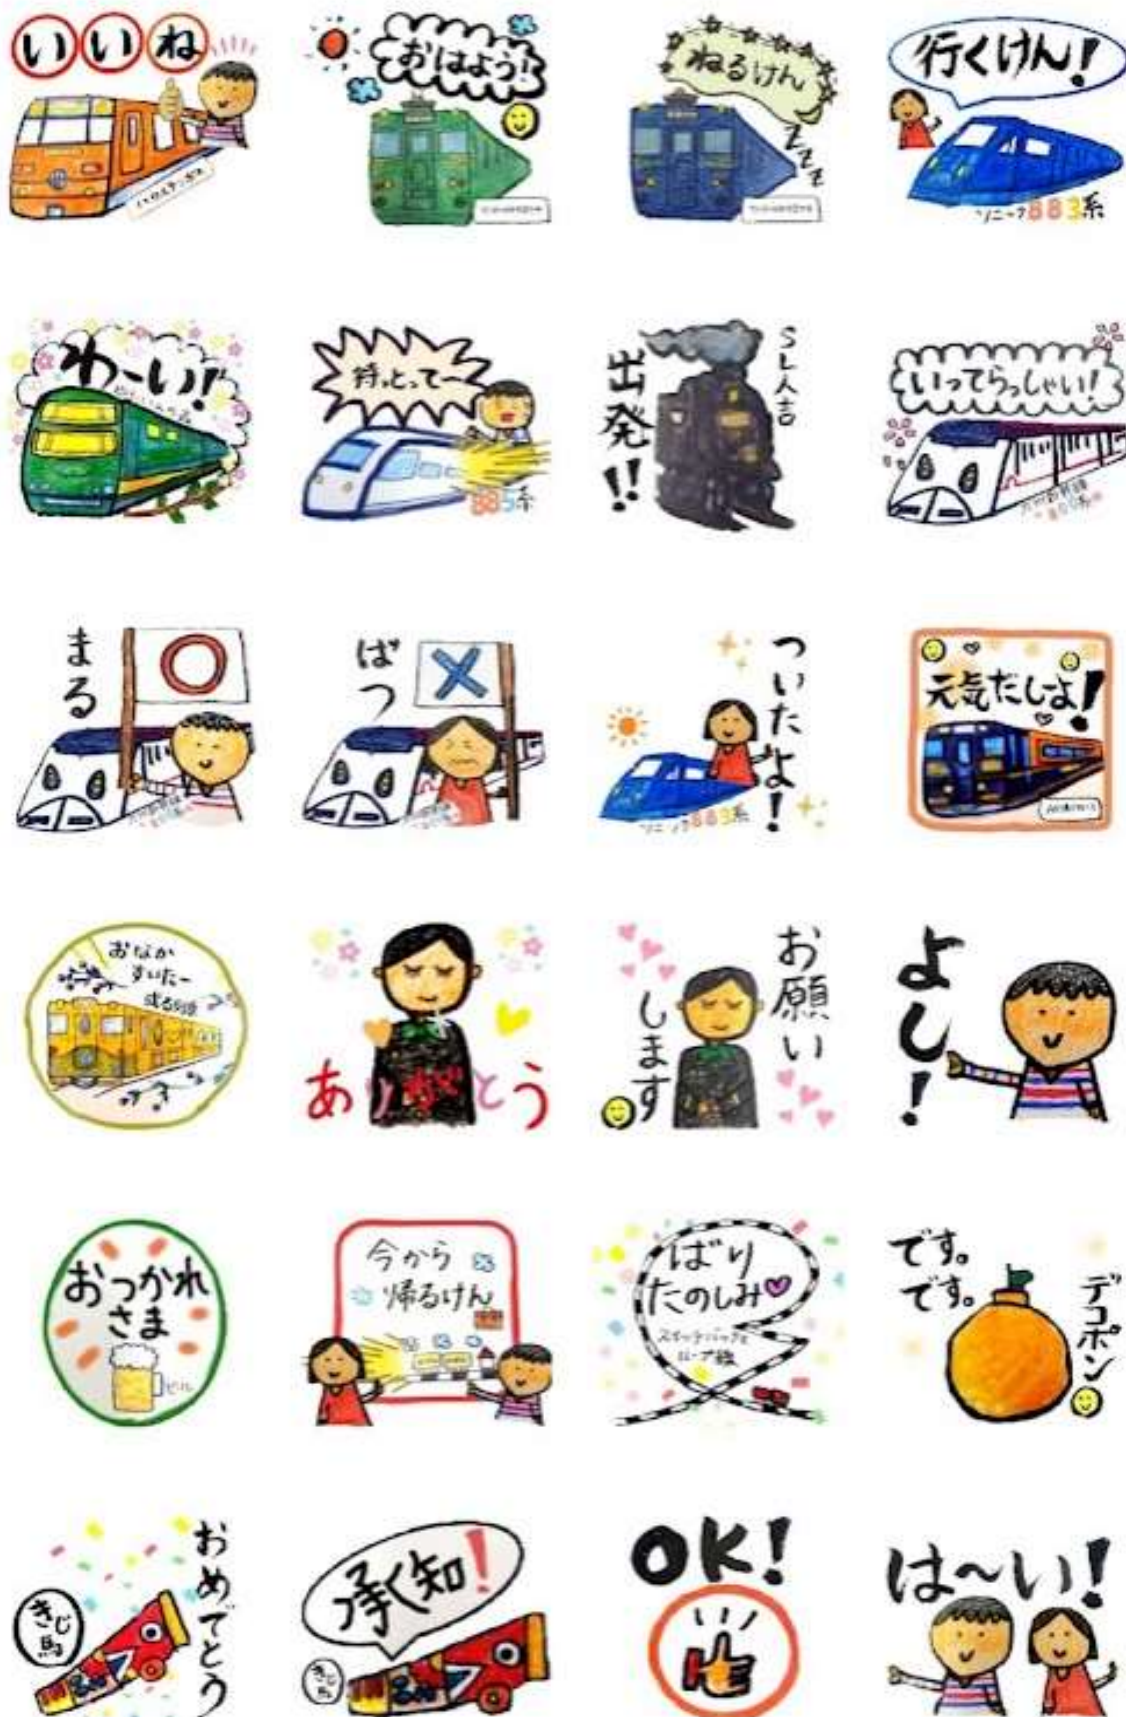 いいね
おはよう!
ねるけん
zzz
行くけん!
ソニック883系
わーい!
待っとってー
885系
出発!!
SL人吉
いってらっしゃい!
まる
ばつ
ついたよ!
ソニック883系
元気だしーよ!
おなか
すいたー
或る列車
ありがとう
お願い
します
よし!
おつかれ
さま
ビール
今から
帰るけん
ばり
たのしみ
スイッチバックと
ループ線
です。
です。
デコポン
きじ
馬
おめでとう
承知!
きじ
馬
OK!
は～い!